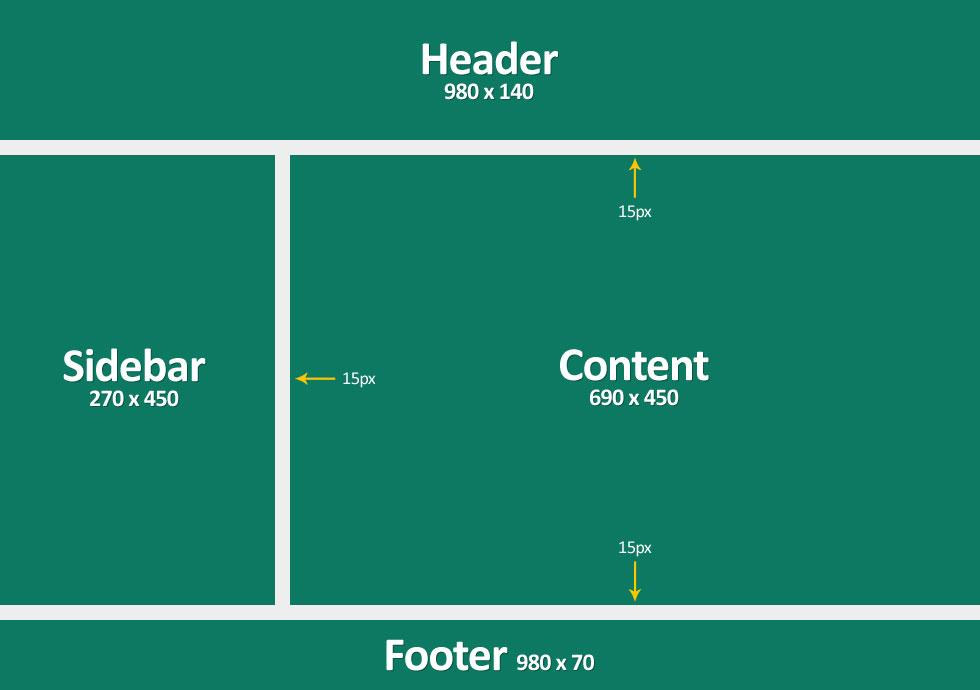 Header
980 x 140
15px
Sidebar
270 x 450
15px
Content
690 x 450
15px
Footer 980 x 70